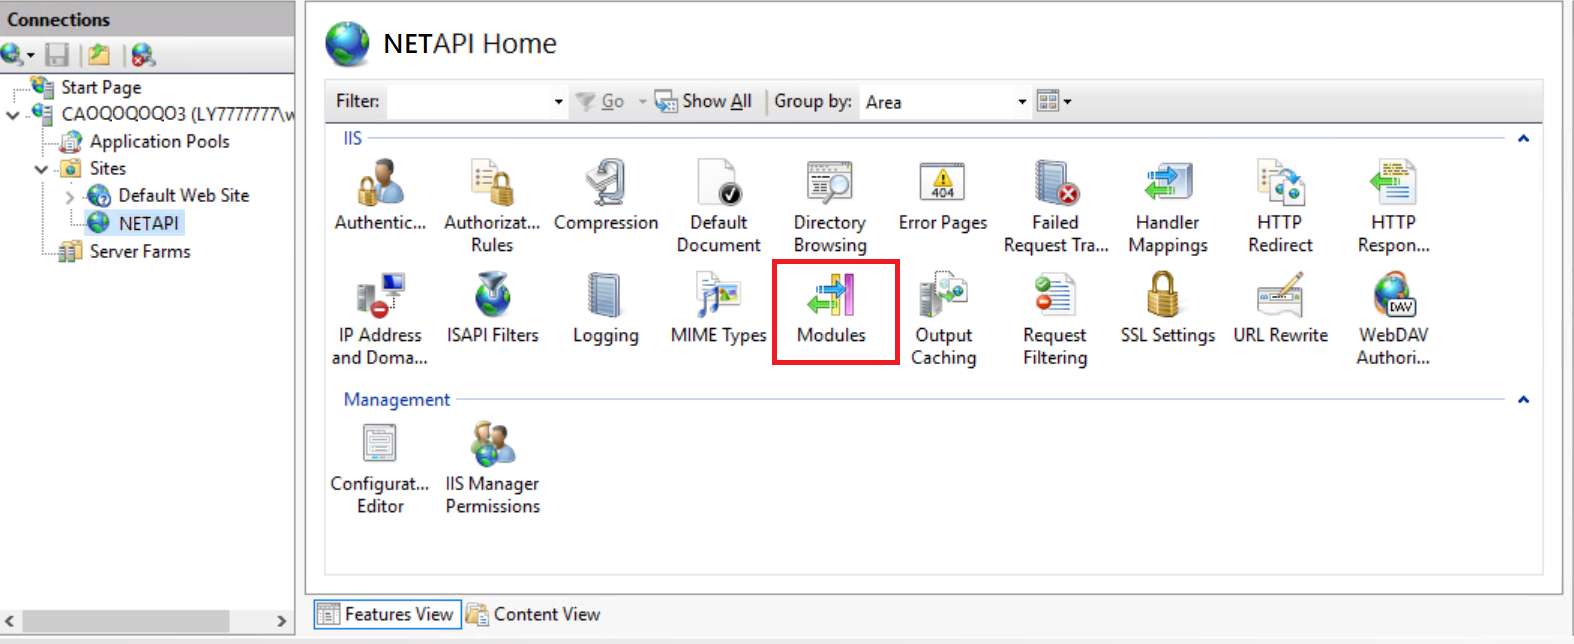 Connections
NETAPI Home
Start Page
CAOQOQOQO3 (LY7777777\w
Application Pools
Sites
Default Web Site
NETAPI
Server Farms
Filter:
Go
Show All
Group by:
Area
IIS
Authentic...
Authorizat...
Rules
Compression
Default
Document
Directory
Browsing
404
Error Pages
Failed
Request Tra...
Handler
Mappings
HTTP
Redirect
HTTP
Respon...
IP Address
and Doma...
ISAPI Filters
Logging
MIME Types
Modules
Output
Caching
Request
Filtering
SSL Settings
URL Rewrite
DAV
WebDAV
Authori...
Management
Configurat...
Editor
IIS Manager
Permissions
Features View
Content View